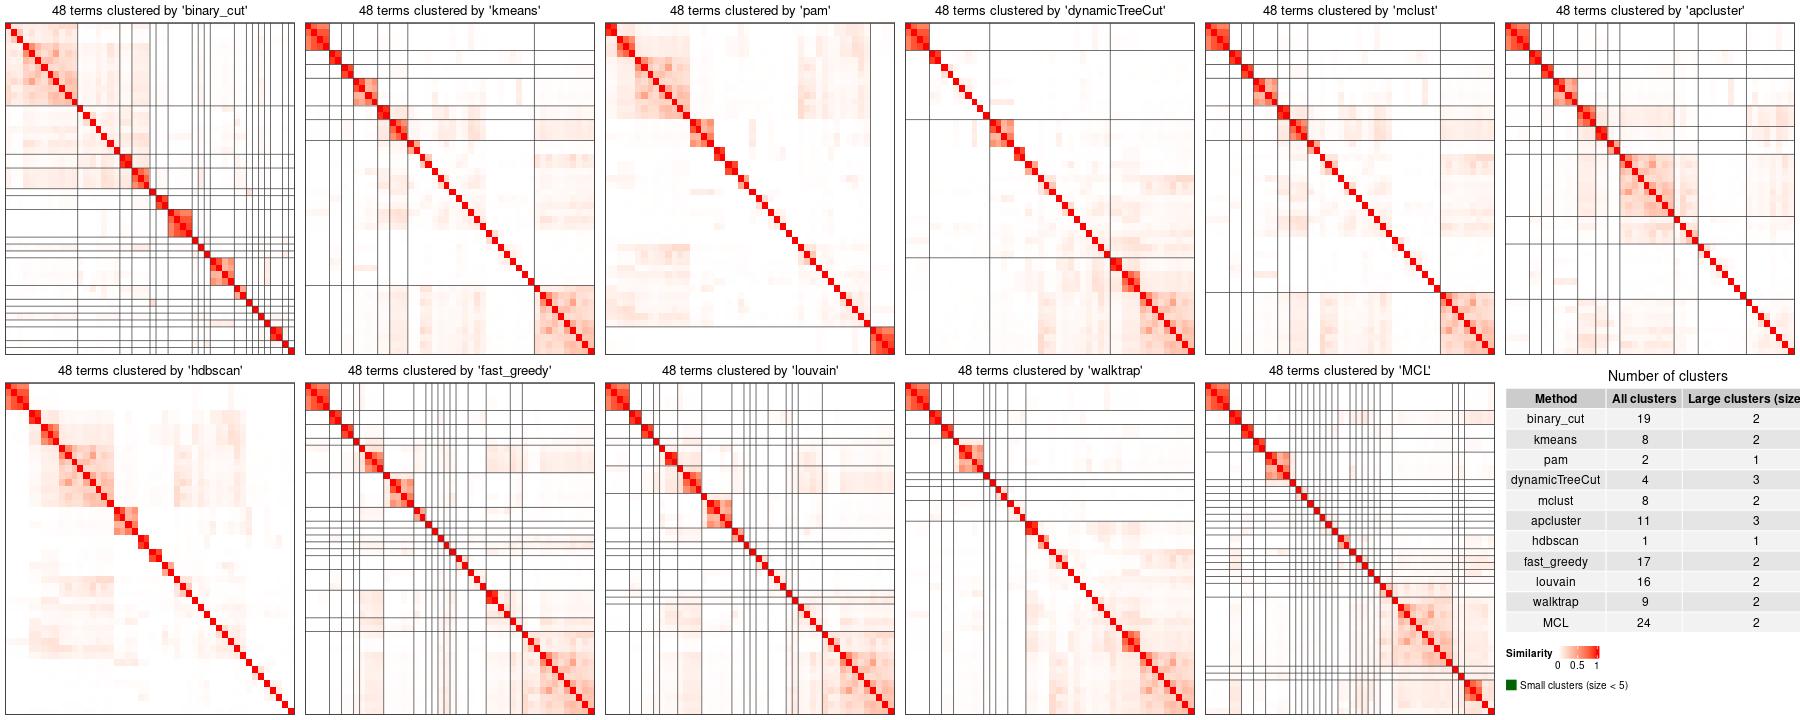 48 terms clustered by 'binary_cut'
48 terms clustered by 'kmeans'
48 terms clustered by 'pam'
48 terms clustered by 'dynamicTreeCut'
48 terms clustered by 'mclust'
48 terms clustered by 'apcluster'
48 terms clustered by 'hdbscan'
48 terms clustered by 'fast_greedy'
48 terms clustered by 'louvain'
48 terms clustered by 'walktrap'
48 terms clustered by 'MCL'
Number of clusters
Method All clusters Large clusters (size
binary_cut 19 2
kmeans 8 2
pam 2 1
dynamicTreeCut 4 3
mclust 8 2
apcluster 11 3
hdbscan 1 1
fast_greedy 17 2
louvain 16 2
walktrap 9 2
MCL 24 2
Similarity
0 0.5 1
Small clusters (size < 5)